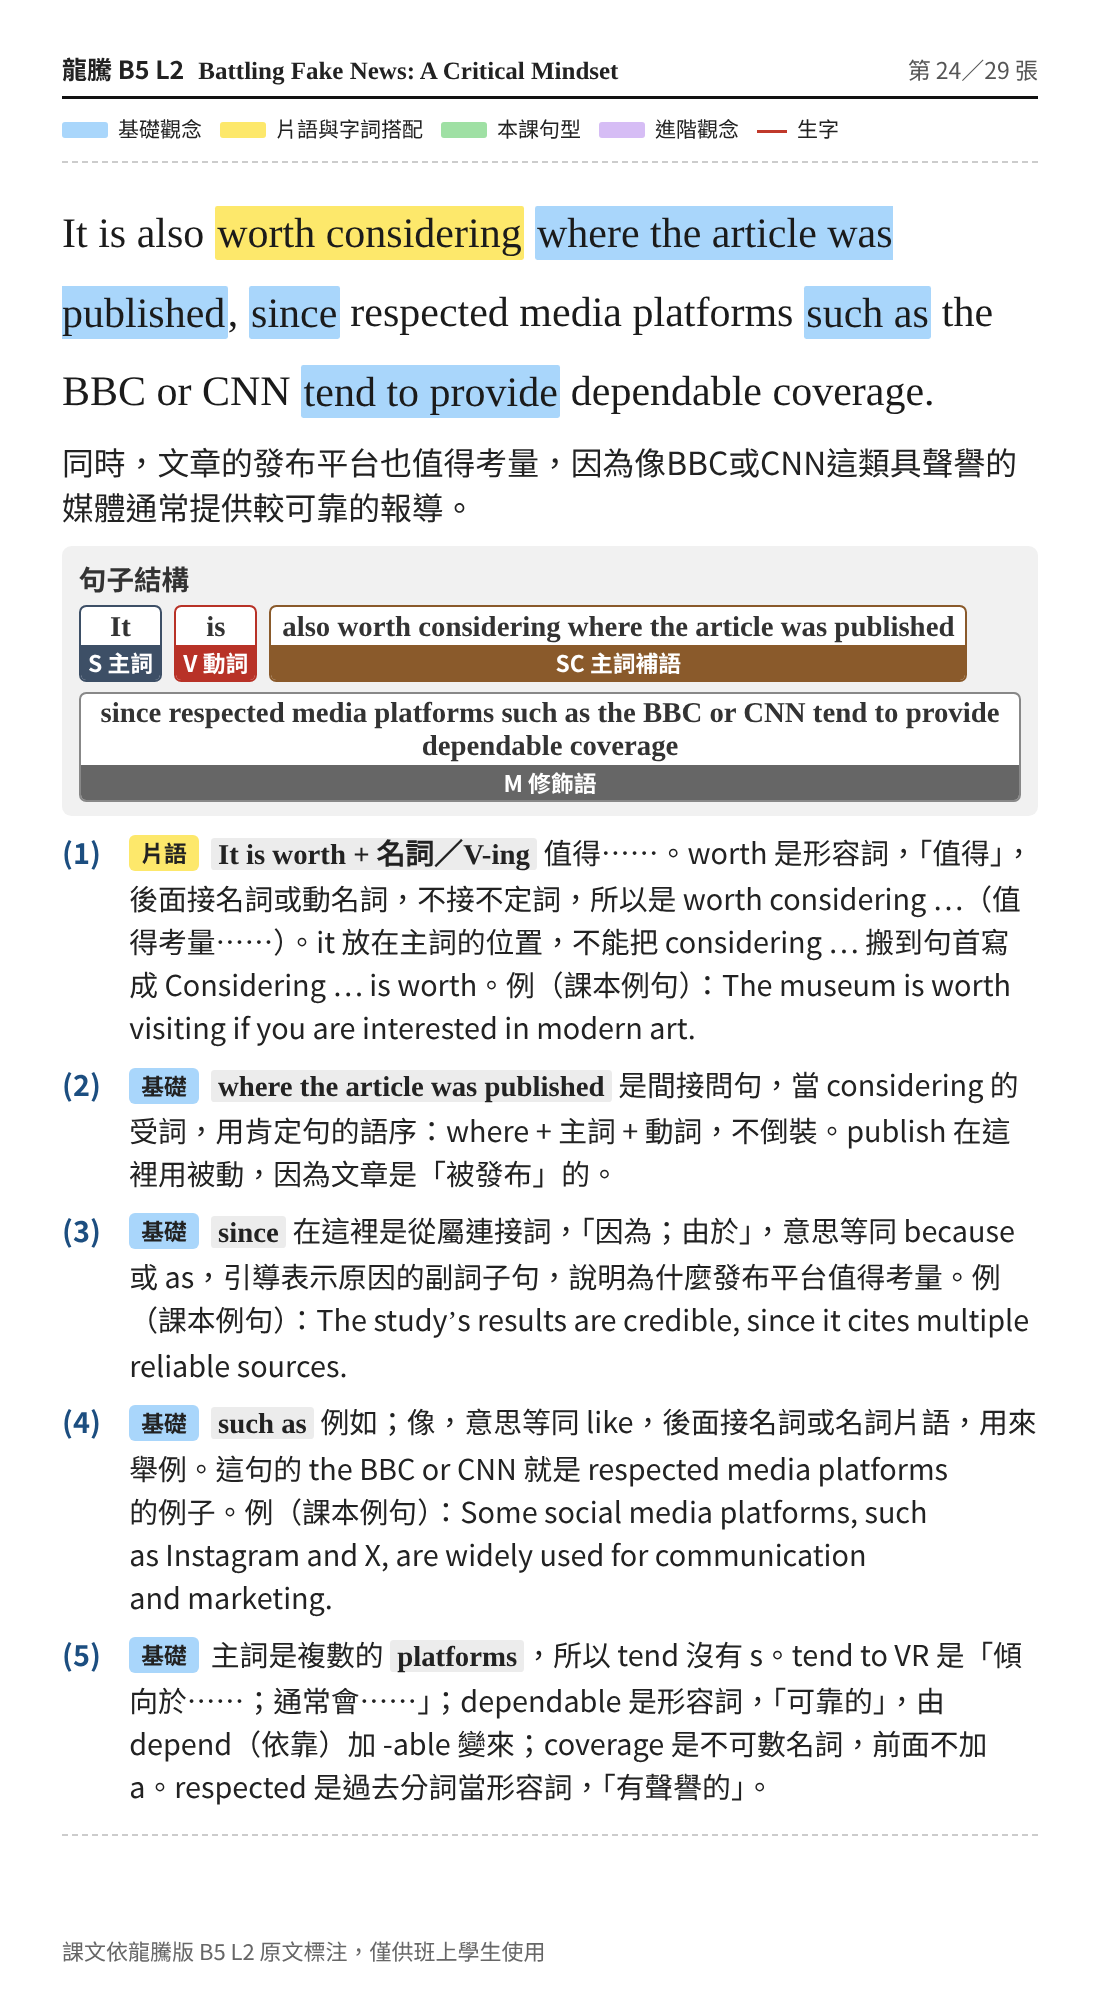 龍騰 B5 L2 Battling Fake News: A Critical Mindset 第 24／29 張
基礎觀念 片語與字詞搭配 本課句型 進階觀念 生字
It is also worth considering where the article was
published, since respected media platforms such as the
BBC or CNN tend to provide dependable coverage.
同時，文章的發布平台也值得考量，因為像BBC或CNN這類具聲譽的
媒體通常提供較可靠的報導。
句子結構
It is also worth considering where the article was published
S 主詞 V 動詞 SC 主詞補語
since respected media platforms such as the BBC or CNN tend to provide
dependable coverage
M 修飾語
(1) 片語 It is worth + 名詞／V-ing 值得……。worth 是形容詞，「值得」，
後面接名詞或動名詞，不接不定詞，所以是 worth considering …（值
得考量……）。it 放在主詞的位置，不能把 considering … 搬到句首寫
成 Considering … is worth。例（課本例句）：The museum is worth
visiting if you are interested in modern art.
(2) 基礎 where the article was published 是間接問句，當 considering 的
受詞，用肯定句的語序：where + 主詞 + 動詞，不倒裝。publish 在這
裡用被動，因為文章是「被發布」的。
(3) 基礎 since 在這裡是從屬連接詞，「因為；由於」，意思等同 because
或 as，引導表示原因的副詞子句，說明為什麼發布平台值得考量。例
（課本例句）：The study’s results are credible, since it cites multiple
reliable sources.
(4) 基礎 such as 例如；像，意思等同 like，後面接名詞或名詞片語，用來
舉例。這句的 the BBC or CNN 就是 respected media platforms
的例子。例（課本例句）：Some social media platforms, such
as Instagram and X, are widely used for communication
and marketing.
(5) 基礎 主詞是複數的 platforms，所以 tend 沒有 s。tend to VR 是「傾
向於……；通常會……」；dependable 是形容詞，「可靠的」，由
depend（依靠）加 -able 變來；coverage 是不可數名詞，前面不加
a。respected 是過去分詞當形容詞，「有聲譽的」。
課文依龍騰版 B5 L2 原文標注，僅供班上學生使用